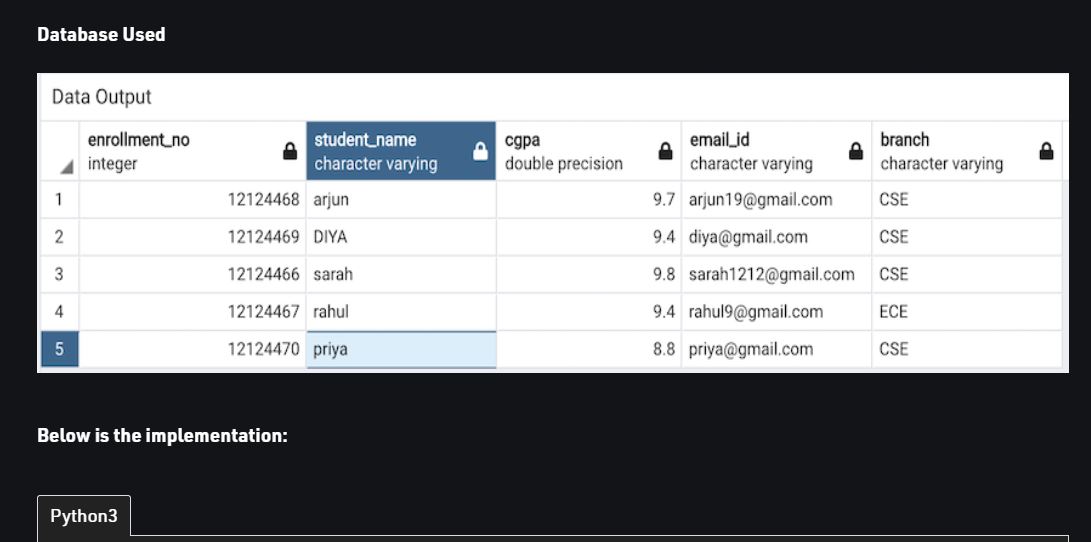 Database Used
Data Output
enrollment_no student_name cgpa email_id branch
integer character varying double precision character varying character varying
1 12124468 arjun 9.7 arjun19@gmail.com CSE
2 12124469 DIYA 9.4 diya@gmail.com CSE
3 12124466 sarah 9.8 sarah1212@gmail.com CSE
4 12124467 rahul 9.4 rahul9@gmail.com ECE
5 12124470 priya 8.8 priya@gmail.com CSE
Below is the implementation:
Python3